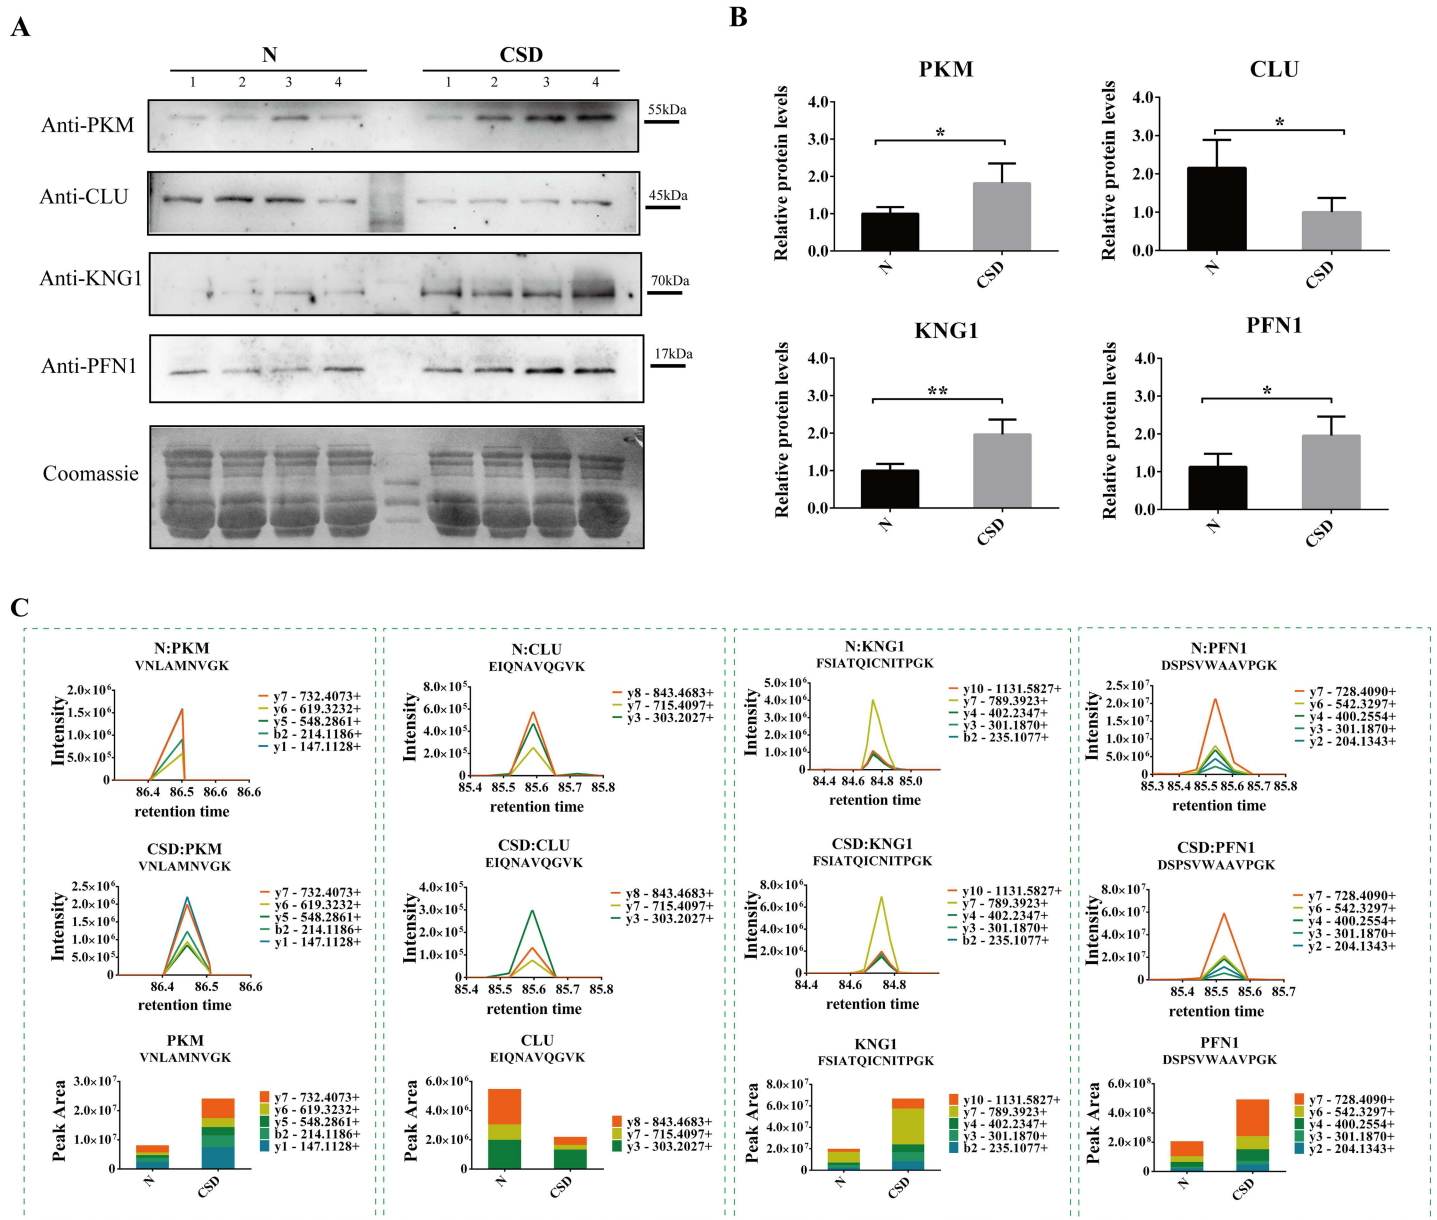 A
N CSD
1 2 3 4 1 2 3 4
Anti-PKM 55kDa
Anti-CLU 45kDa
Anti-KNG1 70kDa
Anti-PFN1 17kDa
Coomassie
B
PKM
Relative protein levels
4.0
3.0
2.0
1.0
0.0
*
N CSD
CLU
Relative protein levels
4.0
3.0
2.0
1.0
0.0
*
N CSD
KNG1
Relative protein levels
4.0
3.0
2.0
1.0
0.0
**
N CSD
PFN1
Relative protein levels
4.0
3.0
2.0
1.0
0.0
*
N CSD
C
N:PKM
VNLAMNVGK
Intensity
2.0×10⁶
1.5×10⁶
1.0×10⁶
5.0×10⁵
0
86.4 86.5 86.6 86.6
retention time
y7 - 732.4073+
y6 - 619.3232+
y5 - 548.2861+
b2 - 214.1186+
y1 - 147.1128+
N:CLU
EIQNAVQGVK
Intensity
8.0×10⁵
6.0×10⁵
4.0×10⁵
2.0×10⁵
0
85.4 85.5 85.6 85.7 85.8
retention time
y8 - 843.4683+
y7 - 715.4097+
y3 - 303.2027+
N:KNG1
FSIATQICNITPGK
Intensity
5.0×10⁶
4.0×10⁶
3.0×10⁶
2.0×10⁶
1.0×10⁶
0
84.4 84.6 84.8 85.0
retention time
y10 - 1131.5827+
y7 - 789.3923+
y4 - 402.2347+
y3 - 301.1870+
b2 - 235.1077+
N:PFN1
DSPSVWAAVPGK
Intensity
2.5×10⁷
2.0×10⁷
1.5×10⁷
1.0×10⁷
5.0×10⁶
0
85.3 85.4 85.5 85.6 85.7 85.8
retention time
y7 - 728.4090+
y6 - 542.3297+
y4 - 400.2554+
y3 - 301.1870+
y2 - 204.1343+
CSD:PKM
VNLAMNVGK
Intensity
2.5×10⁶
2.0×10⁶
1.5×10⁶
1.0×10⁶
5.0×10⁵
0
86.4 86.5 86.6
retention time
y7 - 732.4073+
y6 - 619.3232+
y5 - 548.2861+
b2 - 214.1186+
y1 - 147.1128+
CSD:CLU
EIQNAVQGVK
Intensity
4.0×10⁵
3.0×10⁵
2.0×10⁵
1.0×10⁵
0
85.4 85.5 85.6 85.7 85.8
retention time
y8 - 843.4683+
y7 - 715.4097+
y3 - 303.2027+
CSD:KNG1
FSIATQICNITPGK
Intensity
8.0×10⁶
6.0×10⁶
4.0×10⁶
2.0×10⁶
0
84.4 84.6 84.8
retention time
y10 - 1131.5827+
y7 - 789.3923+
y4 - 402.2347+
y3 - 301.1870+
b2 - 235.1077+
CSD:PFN1
DSPSVWAAVPGK
Intensity
8.0×10⁷
6.0×10⁷
4.0×10⁷
2.0×10⁷
0
85.4 85.5 85.6 85.7
retention time
y7 - 728.4090+
y6 - 542.3297+
y4 - 400.2554+
y3 - 301.1870+
y2 - 204.1343+
PKM
VNLAMNVGK
Peak Area
3.0×10⁷
2.0×10⁷
1.0×10⁷
0
N CSD
y7 - 732.4073+
y6 - 619.3232+
y5 - 548.2861+
b2 - 214.1186+
y1 - 147.1128+
CLU
EIQNAVQGVK
Peak Area
6.0×10⁶
4.0×10⁶
2.0×10⁶
0
N CSD
y8 - 843.4683+
y7 - 715.4097+
y3 - 303.2027+
KNG1
FSIATQICNITPGK
Peak Area
8.0×10⁷
6.0×10⁷
4.0×10⁷
2.0×10⁷
0
N CSD
y10 - 1131.5827+
y7 - 789.3923+
y4 - 402.2347+
y3 - 301.1870+
b2 - 235.1077+
PFN1
DSPSVWAAVPGK
Peak Area
6.0×10⁸
4.0×10⁸
2.0×10⁸
0
N CSD
y7 - 728.4090+
y6 - 542.3297+
y4 - 400.2554+
y3 - 301.1870+
y2 - 204.1343+